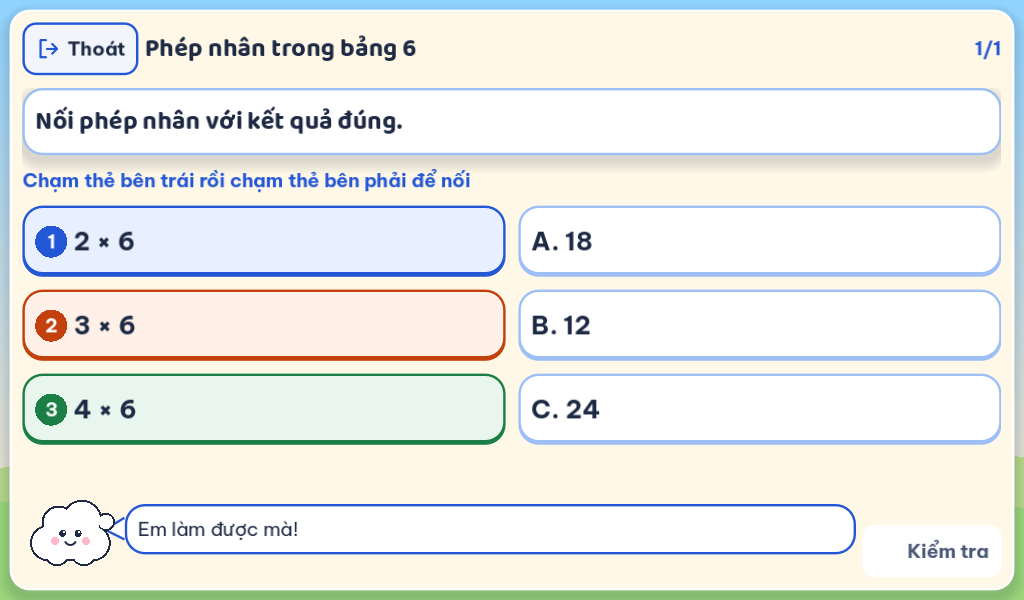 Thoát
Phép nhân trong bảng 6
1/1
Nối phép nhân với kết quả đúng.
Chạm thẻ bên trái rồi chạm thẻ bên phải để nối
1 2 × 6
A. 18
2 3 × 6
B. 12
3 4 × 6
C. 24
Em làm được mà!
Kiểm tra